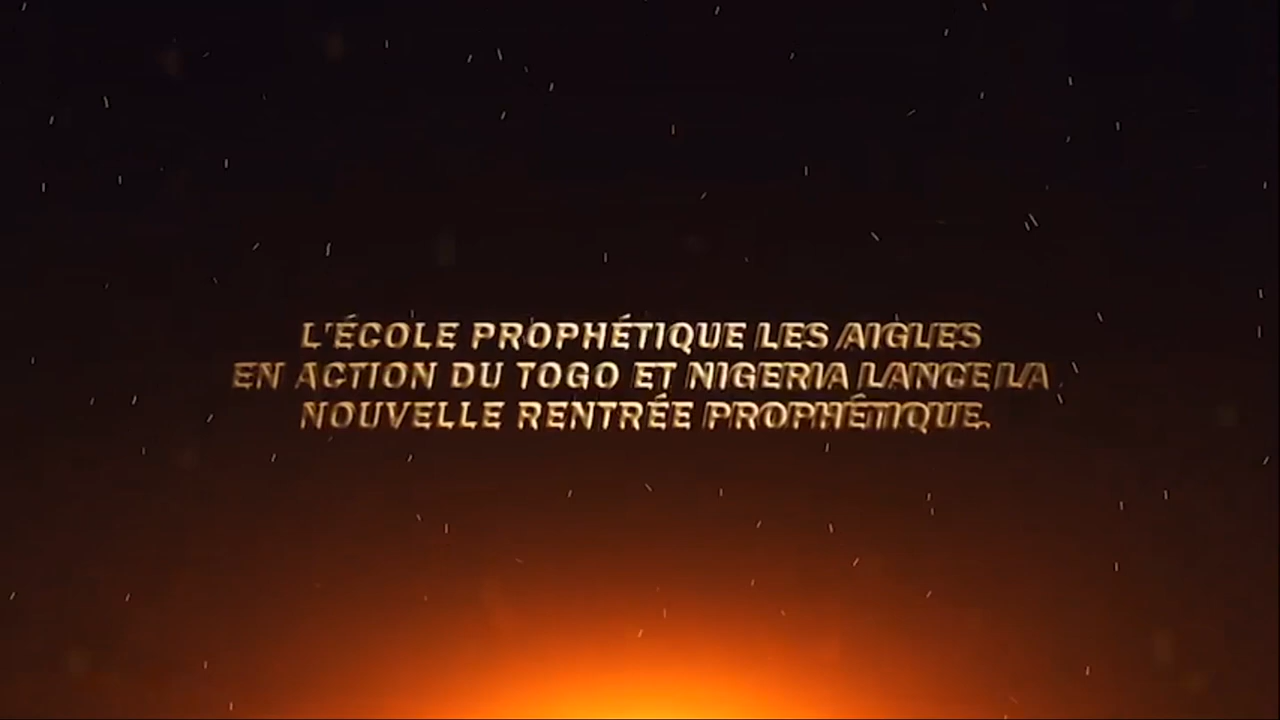 L'ÉCOLE PROPHÉTIQUE LES AIGLES
EN ACTION DU TOGO ET NIGERIA LANCE LA
NOUVELLE RENTRÉE PROPHÉTIQUE.